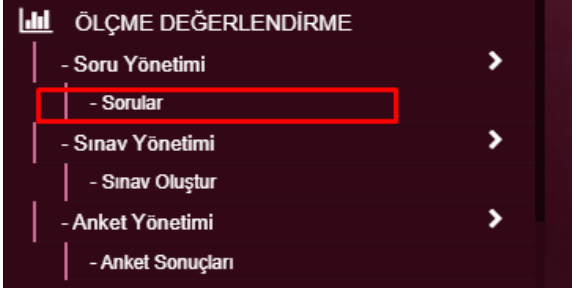 ÖLÇME DEĞERLENDİRME
- Soru Yönetimi
- Sorular
- Sınav Yönetimi
- Sınav Oluştur
- Anket Yönetimi
- Anket Sonuçları